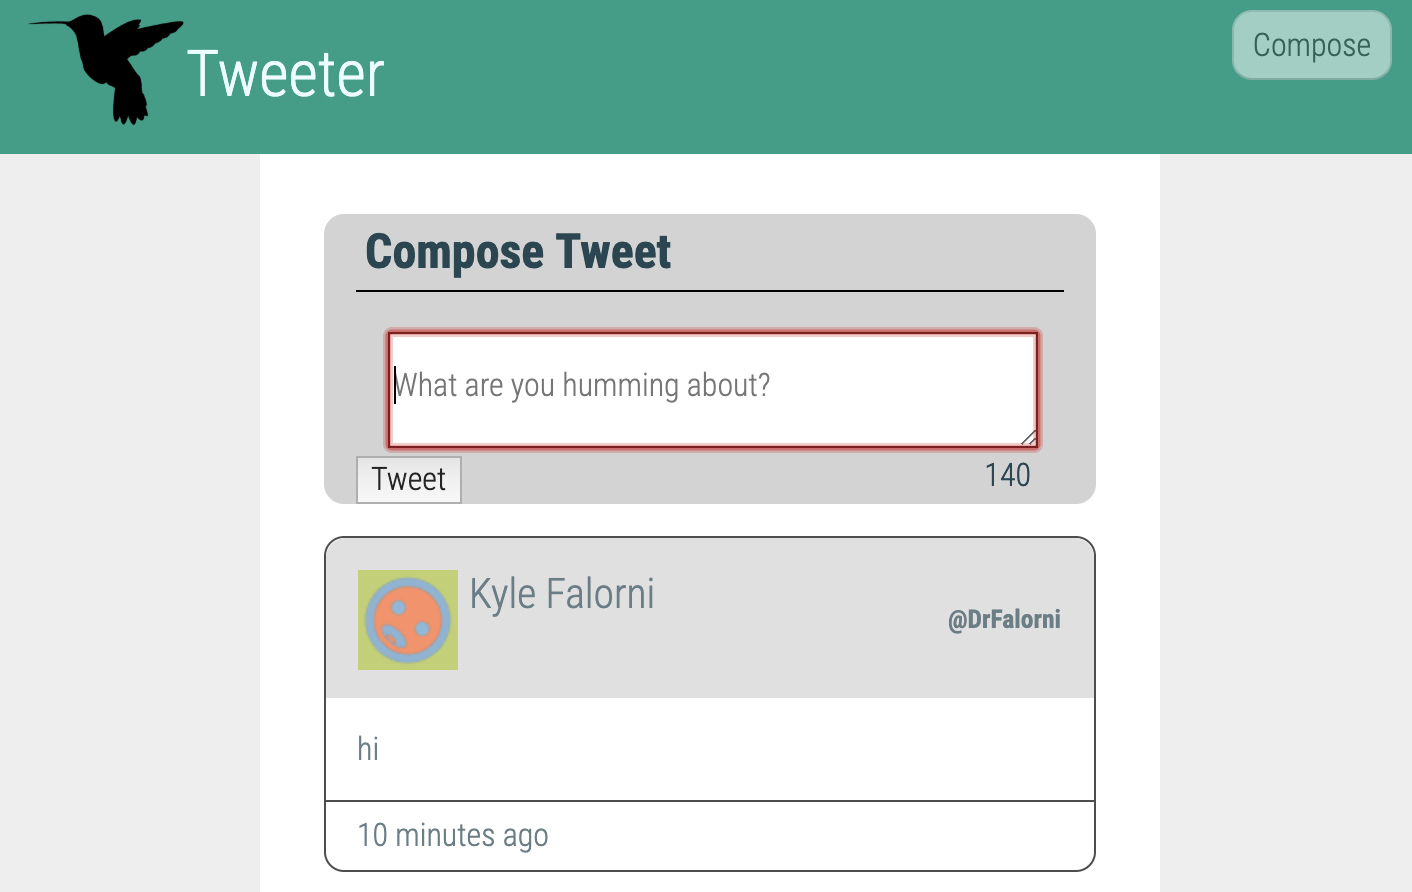 Tweeter
Compose
Compose Tweet
What are you humming about?
Tweet
140
Kyle Falorni
@DrFalorni
hi
10 minutes ago